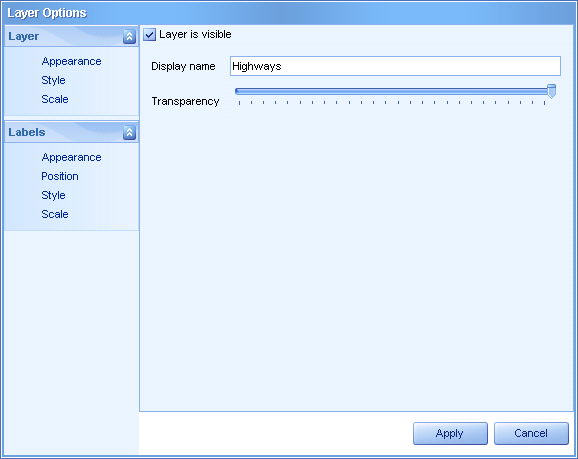 Layer Options
Layer
Appearance
Style
Scale
Labels
Appearance
Position
Style
Scale
Layer is visible
Display name Highways
Transparency
Apply Cancel